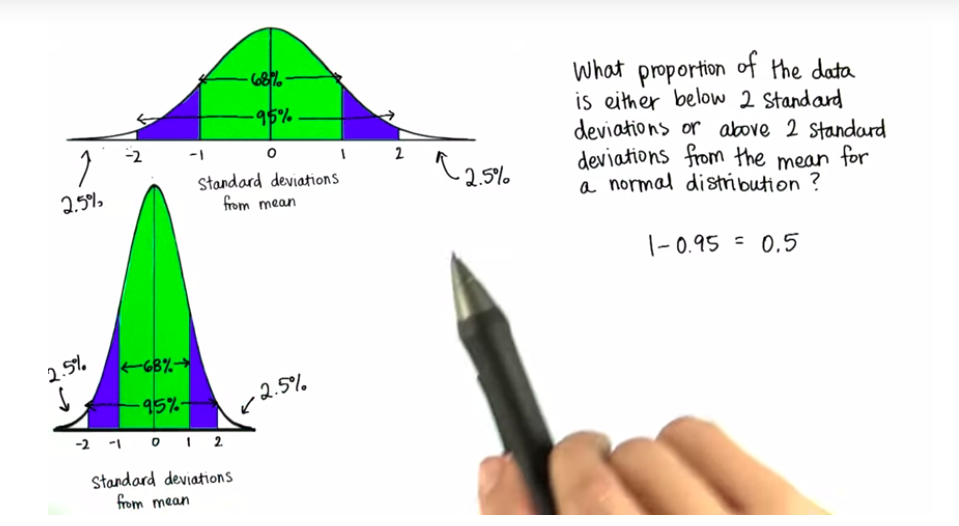 68%
95%
-2 -1 0 1 2
2.5%
Standard deviations
from mean
2.5%
What proportion of the data
is either below 2 standard
deviations or above 2 standard
deviations from the mean for
a normal distribution?
1-0.95 = 0.5
2.5%
68%
95%
2.5%
-2 -1 0 1 2
Standard deviations
from mean